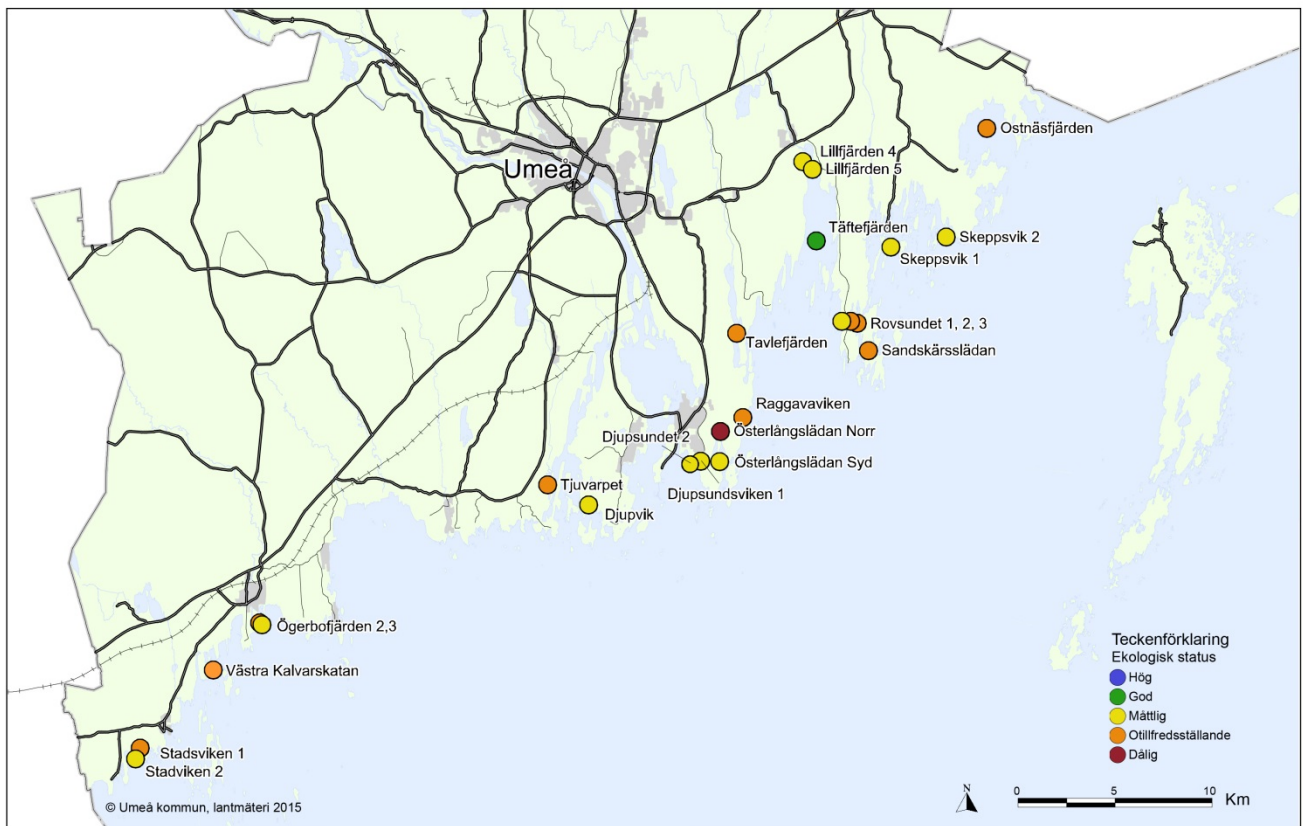 Ostnäsfjärden
Lillfjärden 4
Lillfjärden 5
Umeå
Täftefjärden
Skeppsvik 2
Skeppsvik 1
Rovsundet 1, 2, 3
Tavlefjärden
Sandskärsslädan
Raggavaviken
Österlångslädan Norr
Djupsundet 2
Österlångslädan Syd
Djupsundsviken 1
Tjuvarpet
Djupvik
Ögerbofjärden 2,3
Västra Kalvarskatan
Stadsviken 1
Stadviken 2
Teckenförklaring
Ekologisk status
Hög
God
Måttlig
Otillfredsställande
Dålig
© Umeå kommun, lantmäteri 2015
N
0 5 10
Km